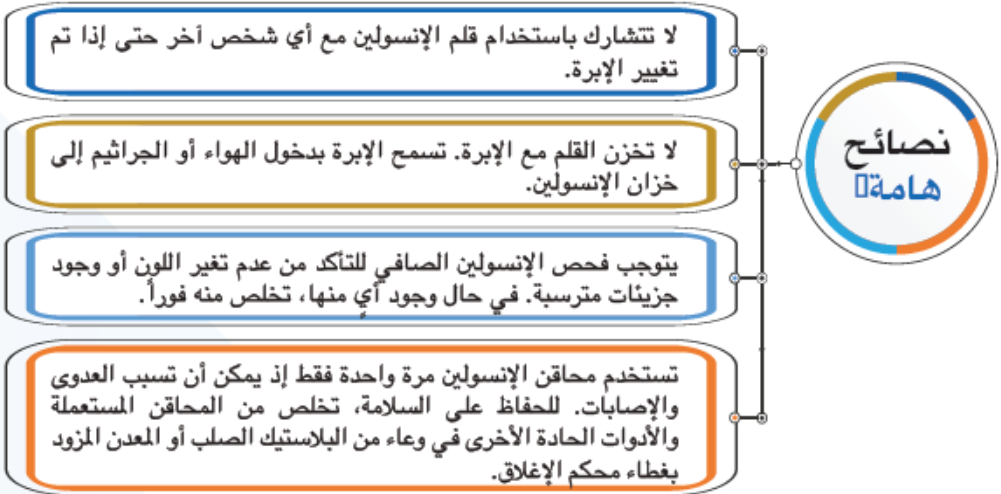 نصائح
هامة
لا تتشارك باستخدام قلم الإنسولين مع أي شخص آخر حتى إذا تم
تغيير الإبرة.
لا تخزن القلم مع الإبرة. تسمح الإبرة بدخول الهواء أو الجراثيم إلى
خزان الإنسولين.
يتوجب فحص الإنسولين الصافي للتأكد من عدم تغير اللون أو وجود
جزيئات مترسبة. في حال وجود أيٍ منها، تخلص منه فوراً.
تستخدم محاقن الإنسولين مرة واحدة فقط إذ يمكن أن تسبب العدوى
والإصابات. للحفاظ على السلامة، تخلص من المحاقن المستعملة
والأدوات الحادة الأخرى في وعاء من البلاستيك الصلب أو المعدن المزود
بغطاء محكم الإغلاق.